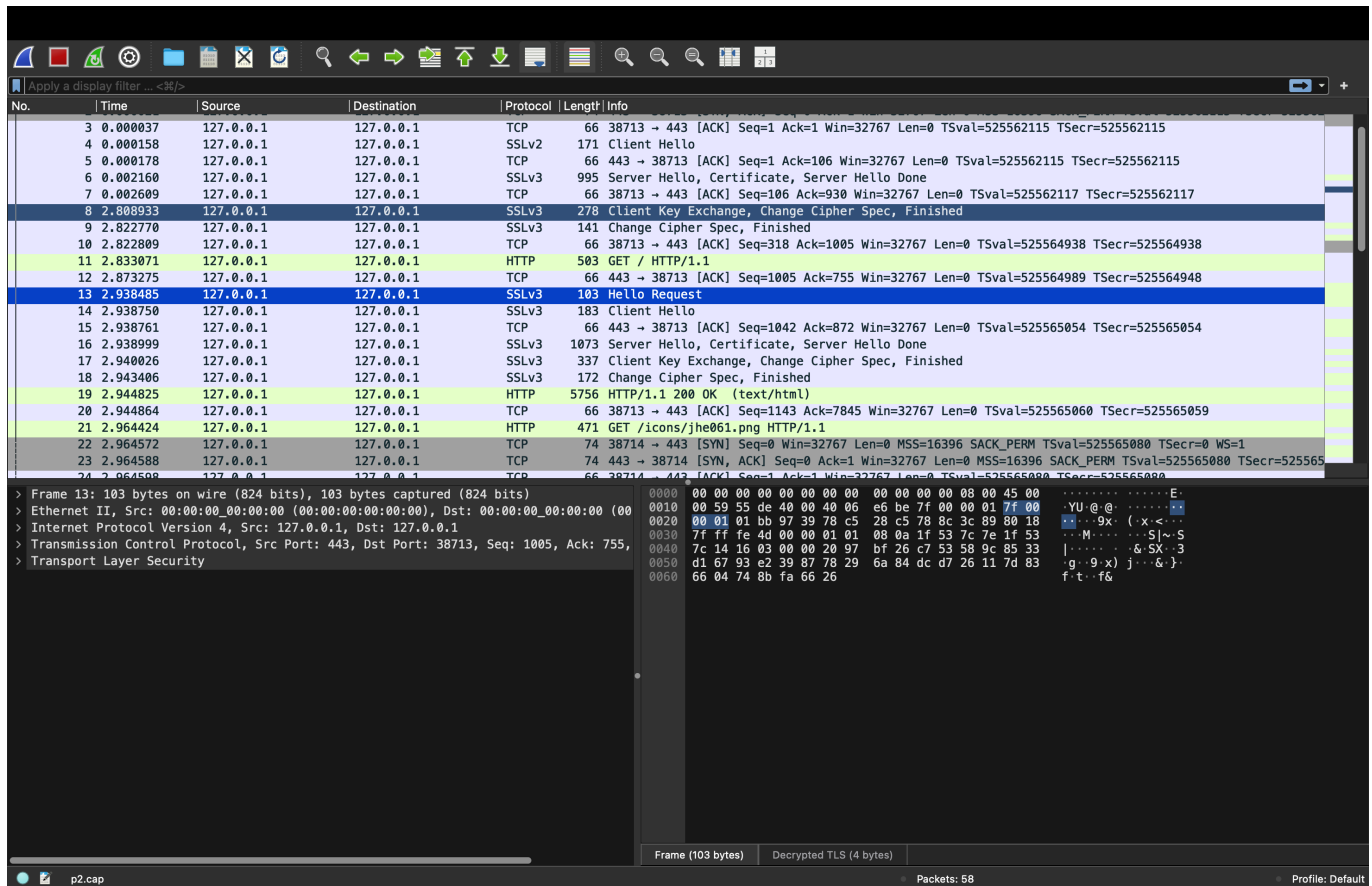 Apply a display filter ... <⌘/>
No. Time Source Destination Protocol Length Info
3 0.000037 127.0.0.1 127.0.0.1 TCP 66 38713 → 443 [ACK] Seq=1 Ack=1 Win=32767 Len=0 TSval=525562115 TSecr=525562115
4 0.000158 127.0.0.1 127.0.0.1 SSLv2 171 Client Hello
5 0.000178 127.0.0.1 127.0.0.1 TCP 66 443 → 38713 [ACK] Seq=1 Ack=106 Win=32767 Len=0 TSval=525562115 TSecr=525562115
6 0.002160 127.0.0.1 127.0.0.1 SSLv3 995 Server Hello, Certificate, Server Hello Done
7 0.002609 127.0.0.1 127.0.0.1 TCP 66 38713 → 443 [ACK] Seq=106 Ack=930 Win=32767 Len=0 TSval=525562117 TSecr=525562117
8 2.808933 127.0.0.1 127.0.0.1 SSLv3 278 Client Key Exchange, Change Cipher Spec, Finished
9 2.822770 127.0.0.1 127.0.0.1 SSLv3 141 Change Cipher Spec, Finished
10 2.822809 127.0.0.1 127.0.0.1 TCP 66 38713 → 443 [ACK] Seq=318 Ack=1005 Win=32767 Len=0 TSval=525564938 TSecr=525564938
11 2.833071 127.0.0.1 127.0.0.1 HTTP 503 GET / HTTP/1.1
12 2.873275 127.0.0.1 127.0.0.1 TCP 66 443 → 38713 [ACK] Seq=1005 Ack=755 Win=32767 Len=0 TSval=525564989 TSecr=525564948
13 2.938485 127.0.0.1 127.0.0.1 SSLv3 103 Hello Request
14 2.938750 127.0.0.1 127.0.0.1 SSLv3 183 Client Hello
15 2.938761 127.0.0.1 127.0.0.1 TCP 66 443 → 38713 [ACK] Seq=1042 Ack=872 Win=32767 Len=0 TSval=525565054 TSecr=525565054
16 2.938999 127.0.0.1 127.0.0.1 SSLv3 1073 Server Hello, Certificate, Server Hello Done
17 2.940026 127.0.0.1 127.0.0.1 SSLv3 337 Client Key Exchange, Change Cipher Spec, Finished
18 2.943406 127.0.0.1 127.0.0.1 SSLv3 172 Change Cipher Spec, Finished
19 2.944825 127.0.0.1 127.0.0.1 HTTP 5756 HTTP/1.1 200 OK (text/html)
20 2.944864 127.0.0.1 127.0.0.1 TCP 66 38713 → 443 [ACK] Seq=1143 Ack=7845 Win=32767 Len=0 TSval=525565060 TSecr=525565059
21 2.964424 127.0.0.1 127.0.0.1 HTTP 471 GET /icons/jhe061.png HTTP/1.1
22 2.964572 127.0.0.1 127.0.0.1 TCP 74 38714 → 443 [SYN] Seq=0 Win=32767 Len=0 MSS=16396 SACK_PERM TSval=525565080 TSecr=0 WS=1
23 2.964588 127.0.0.1 127.0.0.1 TCP 74 443 → 38714 [SYN, ACK] Seq=0 Ack=1 Win=32767 Len=0 MSS=16396 SACK_PERM TSval=525565080 TSecr=525565
24 2.964598 127.0.0.1 127.0.0.1 TCP 66 38714 → 443 [ACK] Seq=1 Ack=1 Win=32767 Len=0 TSval=525565080 TSecr=525565080
> Frame 13: 103 bytes on wire (824 bits), 103 bytes captured (824 bits)
> Ethernet II, Src: 00:00:00_00:00:00 (00:00:00:00:00:00), Dst: 00:00:00_00:00:00 (00
> Internet Protocol Version 4, Src: 127.0.0.1, Dst: 127.0.0.1
> Transmission Control Protocol, Src Port: 443, Dst Port: 38713, Seq: 1005, Ack: 755,
> Transport Layer Security
0000 00 00 00 00 00 00 00 00 00 00 00 00 08 00 45 00 ········ ······E·
0010 00 59 55 de 40 00 40 06 e6 be 7f 00 00 01 7f 00 ·YU·@·@· ········
0020 00 01 01 bb 97 39 78 c5 28 c5 78 8c 3c 89 80 18 ·····9x· (·x·<···
0030 7f ff fe 4d 00 00 01 01 08 0a 1f 53 7c 7e 1f 53 ···M···· ···S|~·S
0040 7c 14 16 03 00 00 20 97 bf 26 c7 53 58 9c 85 33 |····· · ·&·SX··3
0050 d1 67 93 e2 39 87 78 29 6a 84 dc d7 26 11 7d 83 ·g··9·x) j···&·}·
0060 66 04 74 8b fa 66 26 f·t··f&
Frame (103 bytes) Decrypted TLS (4 bytes)
p2.cap Packets: 58 Profile: Default